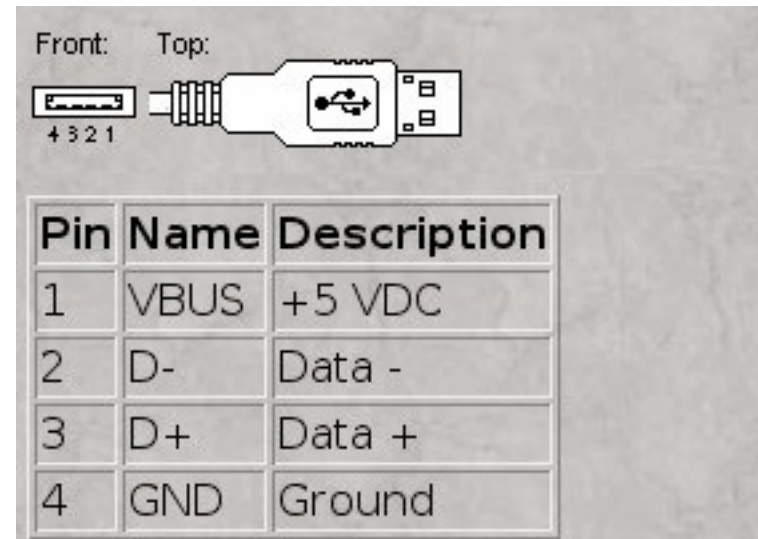 Front: Top:
4 3 2 1
Pin Name Description
1 VBUS +5 VDC
2 D- Data -
3 D+ Data +
4 GND Ground